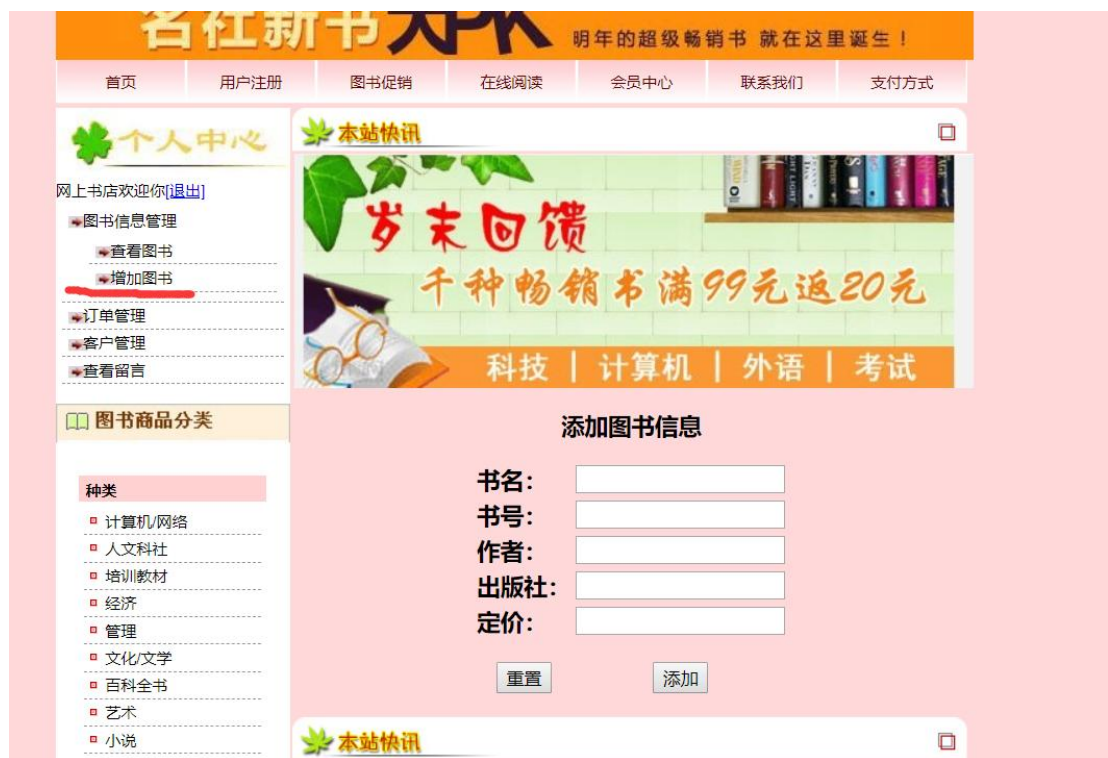 名社新书大PK 明年的超级畅销书 就在这里诞生!
首页 用户注册 图书促销 在线阅读 会员中心 联系我们 支付方式
个人中心
网上书店欢迎你[退出]
图书信息管理
查看图书
增加图书
订单管理
客户管理
查看留言
图书商品分类
种类
计算机/网络
人文科社
培训教材
经济
管理
文化/文学
百科全书
艺术
小说
本站快讯
岁末回馈
千种畅销书满99元返20元
科技 | 计算机 | 外语 | 考试
添加图书信息
书名:
书号:
作者:
出版社:
定价:
重置 添加
本站快讯